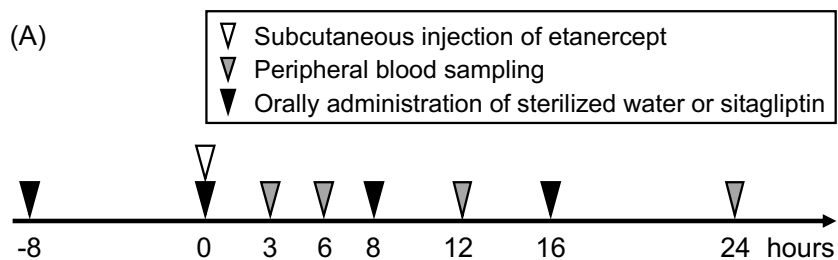 (A)
Subcutaneous injection of etanercept
Peripheral blood sampling
Orally administration of sterilized water or sitagliptin
-8 0 3 6 8 12 16 24 hours